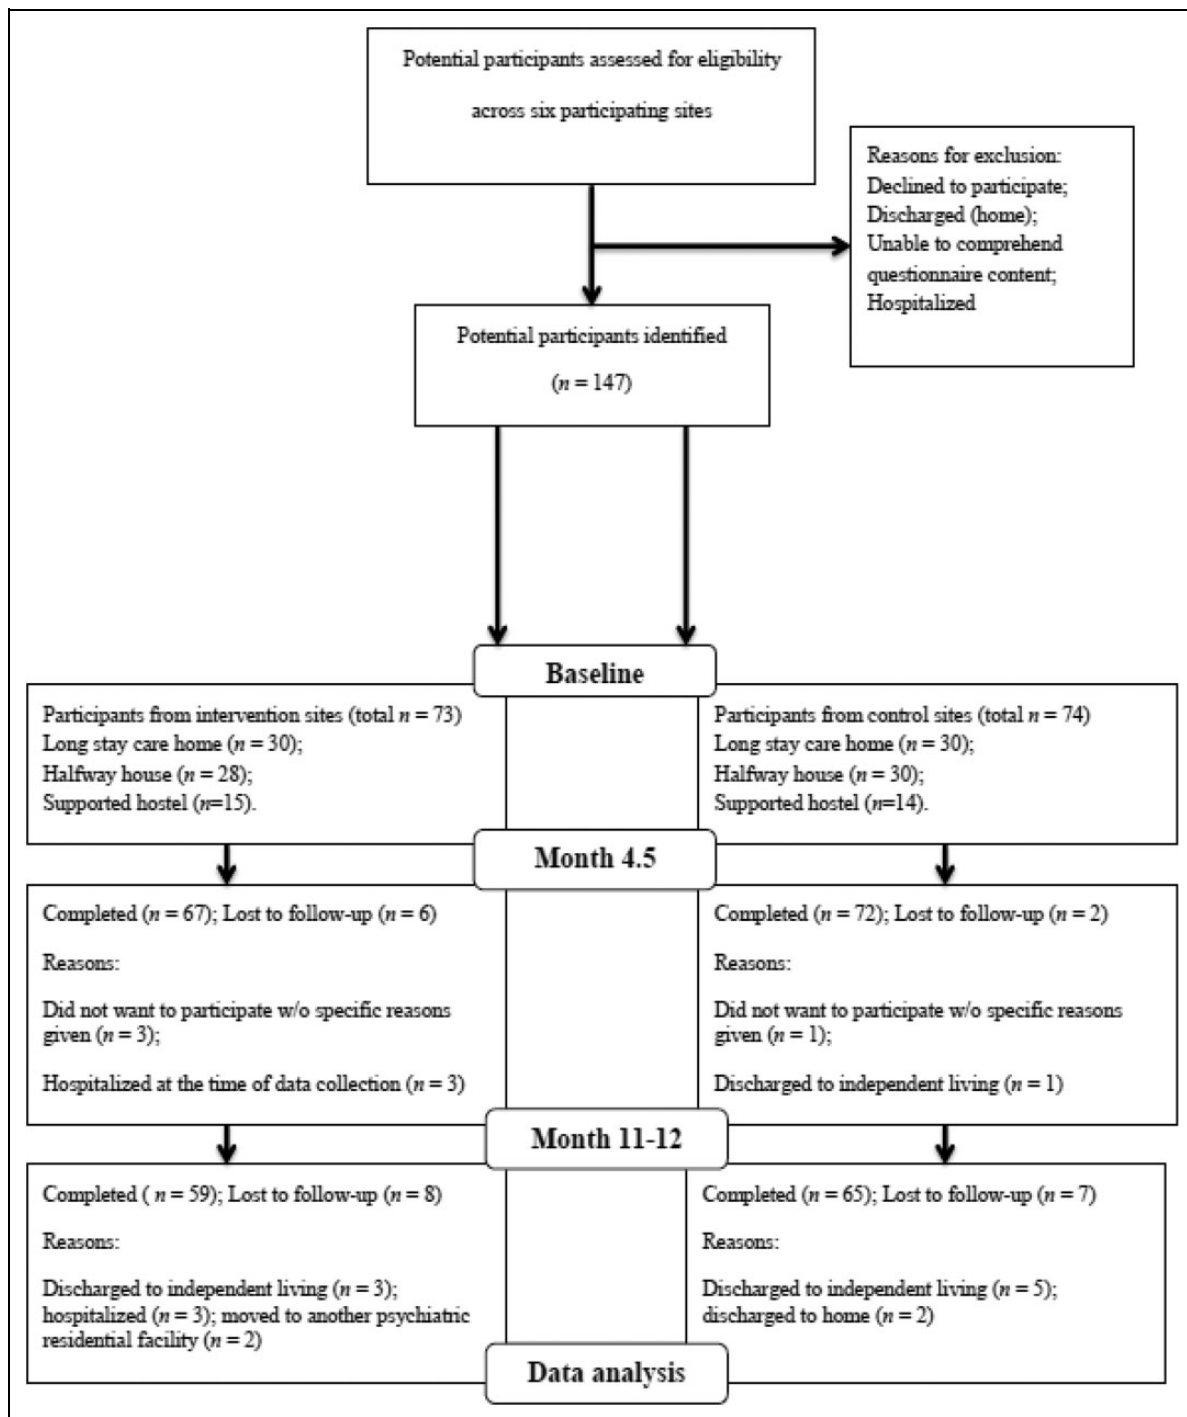 Potential participants assessed for eligibility
across six participating sites
Reasons for exclusion:
Declined to participate;
Discharged (home);
Unable to comprehend
questionnaire content;
Hospitalized
Potential participants identified
(n = 147)
Baseline
Participants from intervention sites (total n = 73)
Long stay care home (n = 30);
Halfway house (n = 28);
Supported hostel (n=15).
Participants from control sites (total n = 74)
Long stay care home (n = 30);
Halfway house (n = 30);
Supported hostel (n=14).
Month 4.5
Completed (n = 67); Lost to follow-up (n = 6)
Reasons:
Did not want to participate w/o specific reasons
given (n = 3);
Hospitalized at the time of data collection (n = 3)
Completed (n = 72); Lost to follow-up (n = 2)
Reasons:
Did not want to participate w/o specific reasons
given (n = 1);
Discharged to independent living (n = 1)
Month 11-12
Completed ( n = 59); Lost to follow-up (n = 8)
Reasons:
Discharged to independent living (n = 3);
hospitalized (n = 3); moved to another psychiatric
residential facility (n = 2)
Completed (n = 65); Lost to follow-up (n = 7)
Reasons:
Discharged to independent living (n = 5);
discharged to home (n = 2)
Data analysis